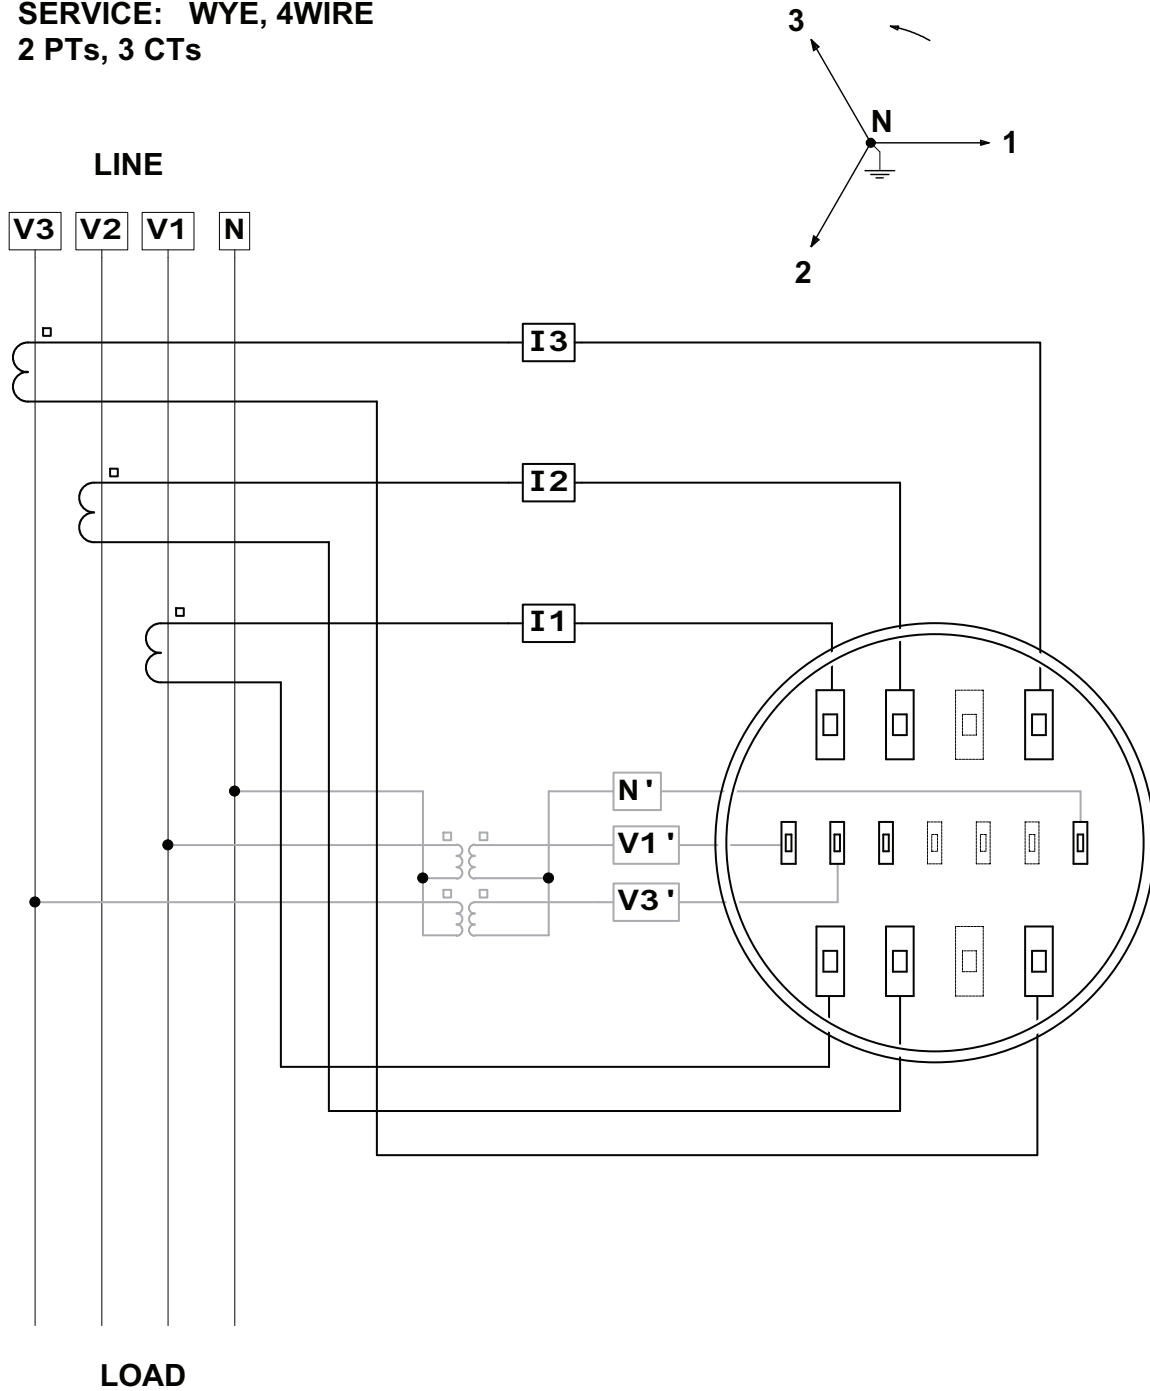 SERVICE: WYE, 4WIRE
2 PTs, 3 CTs
3
N
1
2
LINE
V3 V2 V1 N
I3
I2
I1
N '
V1 '
V3 '
LOAD